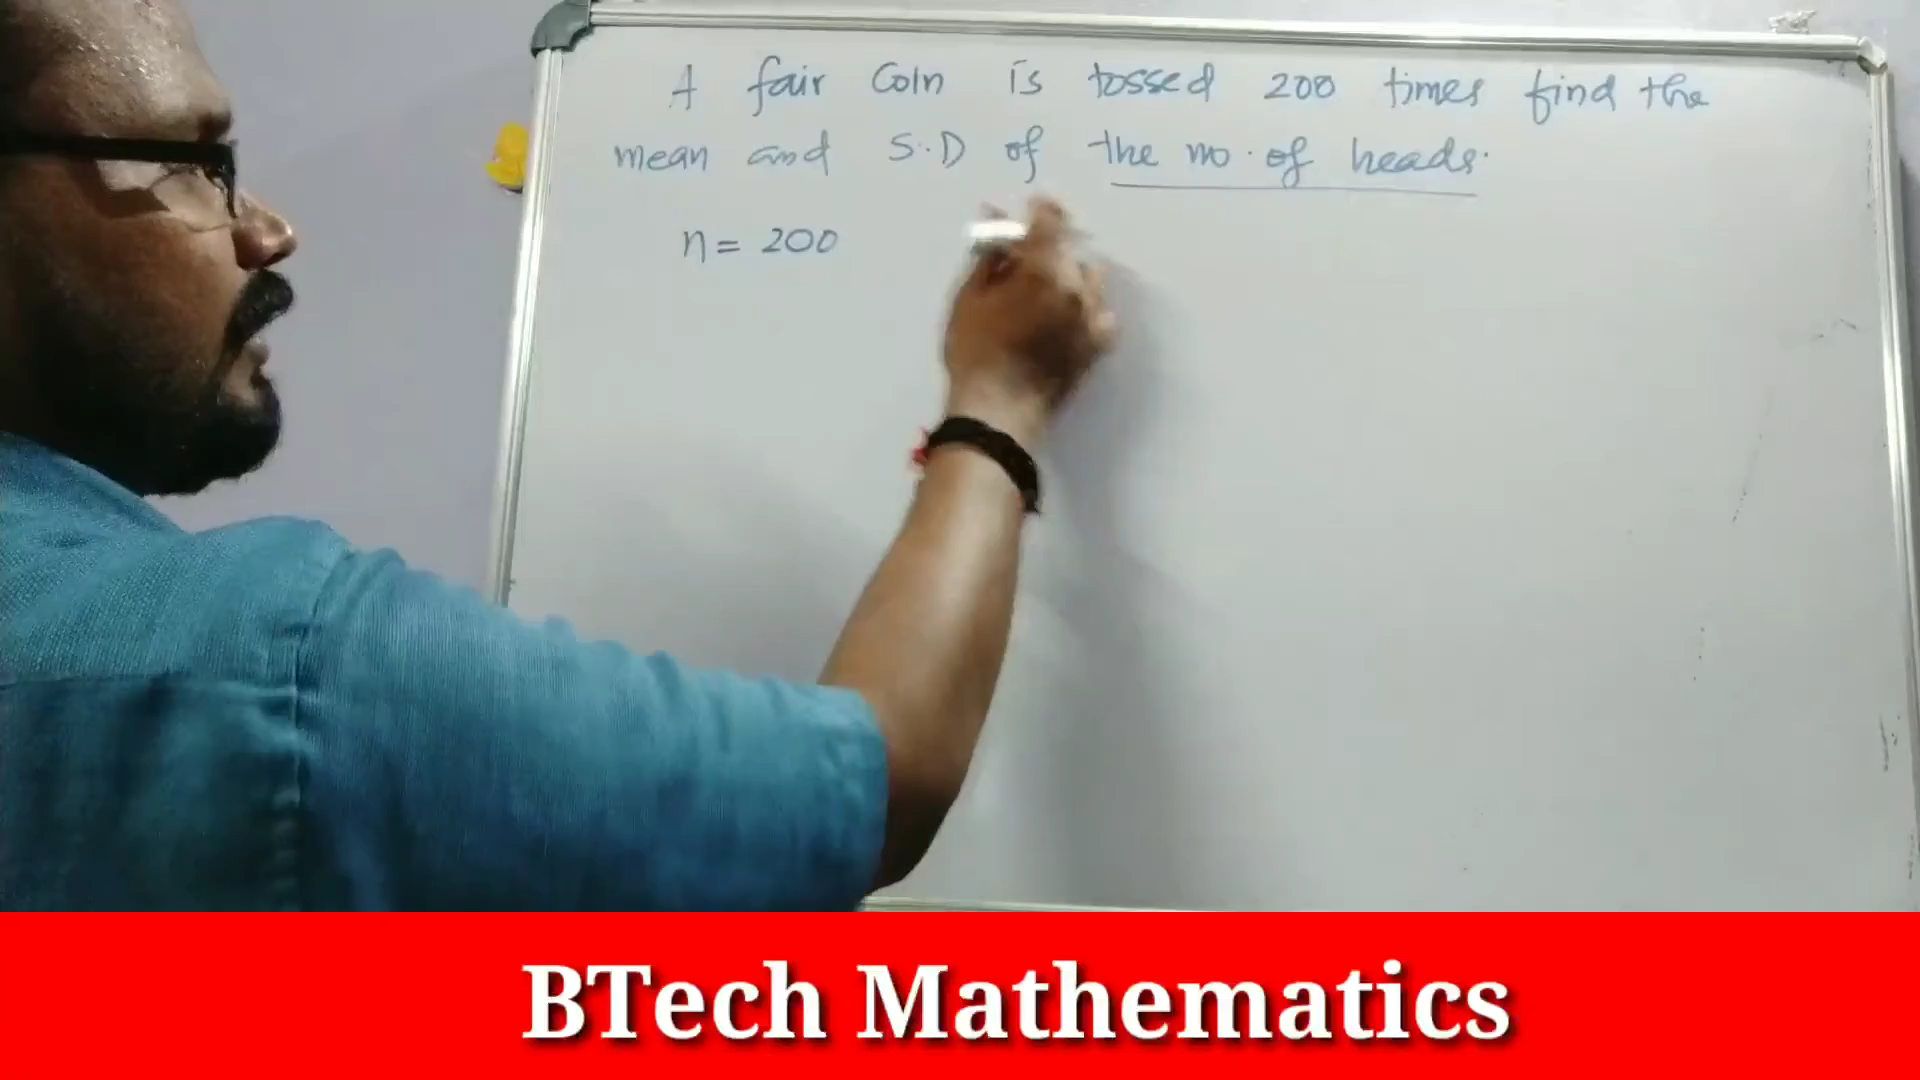 A fair Coin is tossed 200 times find the
mean and S.D of the no. of heads.
n = 200
BTech Mathematics